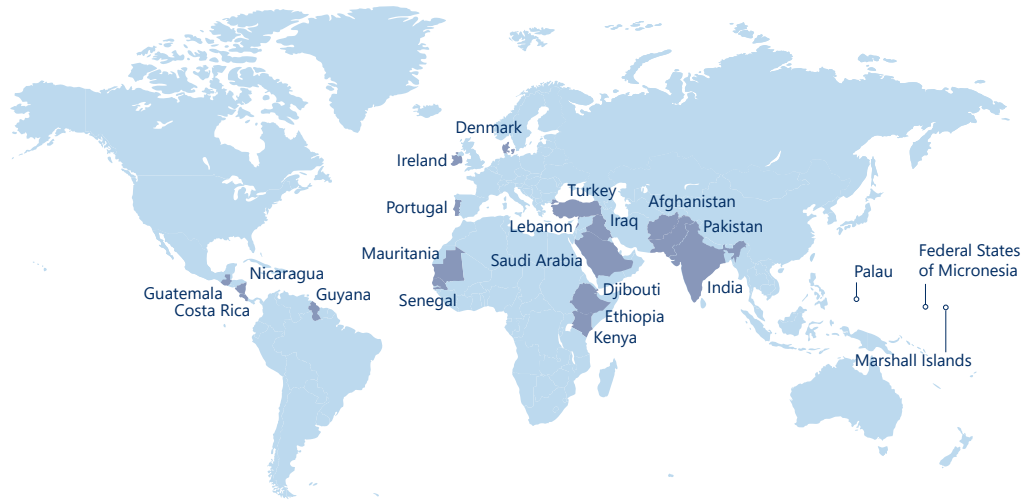 Denmark
Ireland
Turkey
Afghanistan
Portugal
Iraq
Lebanon
Pakistan
Mauritania
Saudi Arabia
Federal States
of Micronesia
Nicaragua
Palau
Guatemala
Guyana
Senegal
Djibouti
India
Costa Rica
Ethiopia
Kenya
Marshall Islands